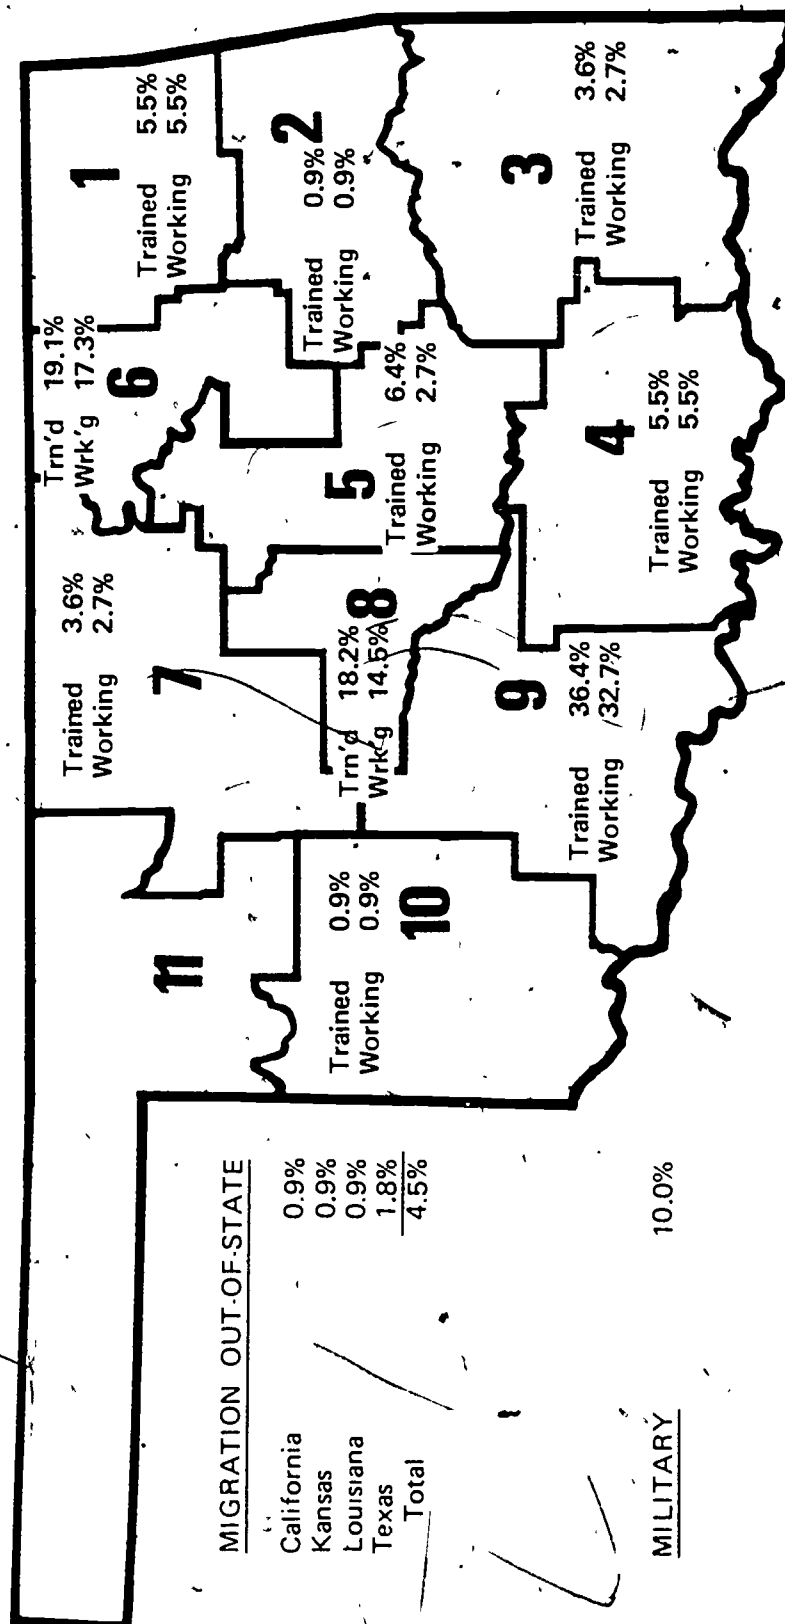 11
Trained 3.6%
Working 2.7%
7
Trn'd 19.1%
Wrk'g 17.3%
6
1
Trained 5.5%
Working 5.5%
Trn'd 18.2%
Wrk'g 14.5%
8
5
Trained 6.4%
Working 2.7%
2
Trained 0.9%
Working 0.9%
Trained 0.9%
Working 0.9%
10
9
Trained 36.4%
Working 32.7%
4
Trained 5.5%
Working 5.5%
3
Trained 3.6%
Working 2.7%
MIGRATION OUT-OF-STATE
California 0.9%
Kansas 0.9%
Louisiana 0.9%
Texas 1.8%
Total 4.5%
MILITARY 10.0%